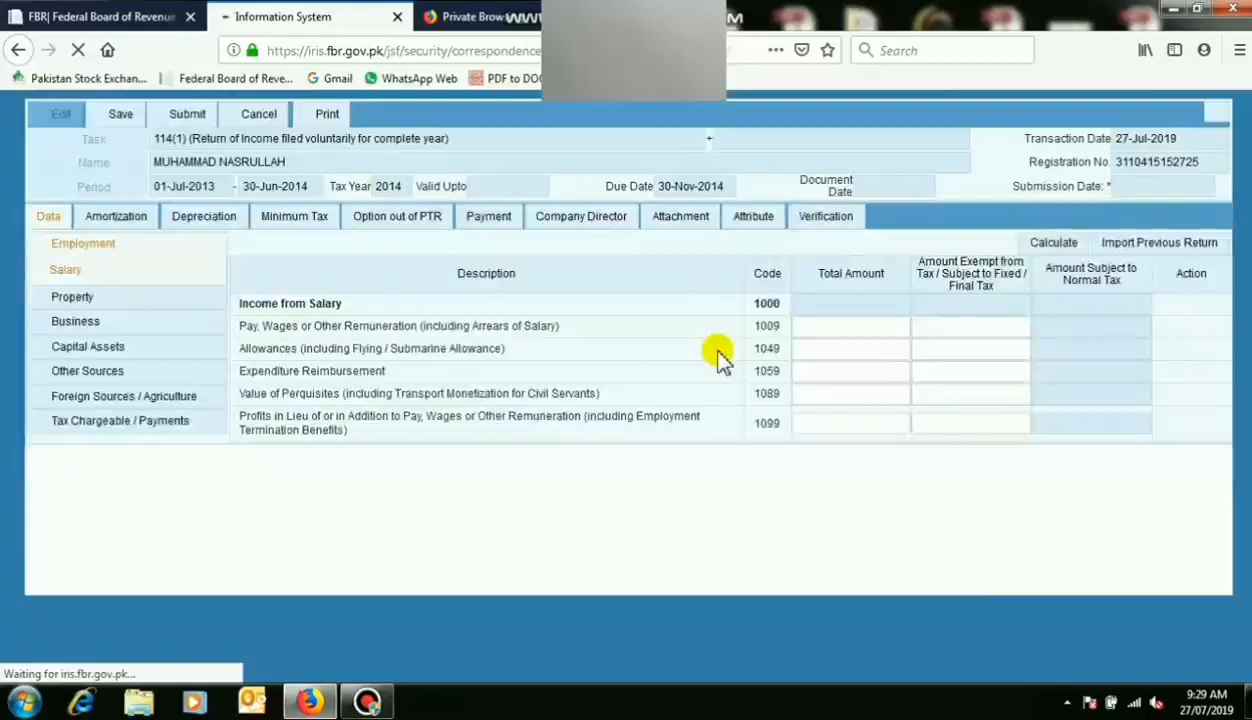 FBR| Federal Board of Revenue
Information System
Private Brow
WWW
M
https://iris.fbr.gov.pk/jsf/security/correspondence
Search
Pakistan Stock Exchan...
Federal Board of Reve...
Gmail
WhatsApp Web
PDF to DO
Edit
Save
Submit
Cancel
Print
Task
114(1) (Return of Income filed voluntarily for complete year)
+
Transaction Date 27-Jul-2019
Name
MUHAMMAD NASRULLAH
Registration No. 3110415152725
Period
01-Jul-2013 - 30-Jun-2014
Tax Year 2014
Valid Upto
Due Date 30-Nov-2014
Document
Date
Submission Date: *
Data
Amortization
Depreciation
Minimum Tax
Option out of PTR
Payment
Company Director
Attachment
Attribute
Verification
Employment
Salary
Property
Business
Capital Assets
Other Sources
Foreign Sources / Agriculture
Tax Chargeable / Payments
Calculate
Import Previous Return
Description
Code
Total Amount
Amount Exempt from
Tax / Subject to Fixed /
Final Tax
Amount Subject to
Normal Tax
Action
Income from Salary 1000
Pay, Wages or Other Remuneration (including Arrears of Salary) 1009
Allowances (including Flying / Submarine Allowance) 1049
Expenditure Reimbursement 1059
Value of Perquisites (including Transport Monetization for Civil Servants) 1089
Profits in Lieu of or in Addition to Pay, Wages or Other Remuneration (including Employment
Termination Benefits) 1099
Waiting for iris.fbr.gov.pk...
9:29 AM
27/07/2019